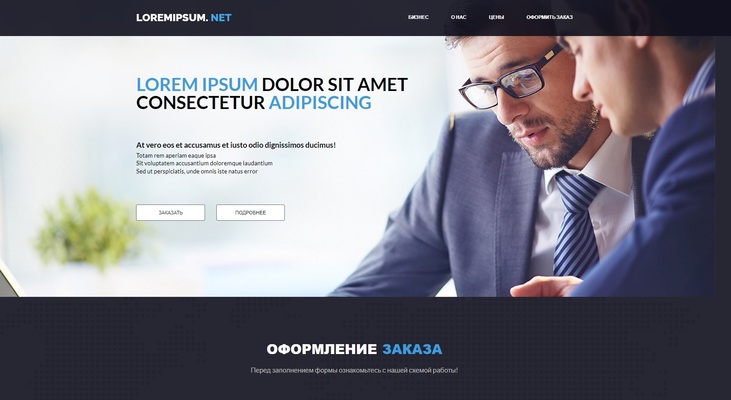 LOREMIPSUM. NET
БИЗНЕС О НАС ЦЕНЫ ОФОРМИТЬ ЗАКАЗ
LOREM IPSUM DOLOR SIT AMET
CONSECTETUR ADIPISCING
At vero eos et accusamus et iusto odio dignissimos ducimus!
Totam rem aperiam eaque ipsa
Sit voluptatem accusantium doloremque laudantium
Sed ut perspiciatis, unde omnis iste natus error
ЗАКАЗАТЬ ПОДРОБНЕЕ
ОФОРМЛЕНИЕ ЗАКАЗА
Перед заполнением формы ознакомьтесь с нашей схемой работы!